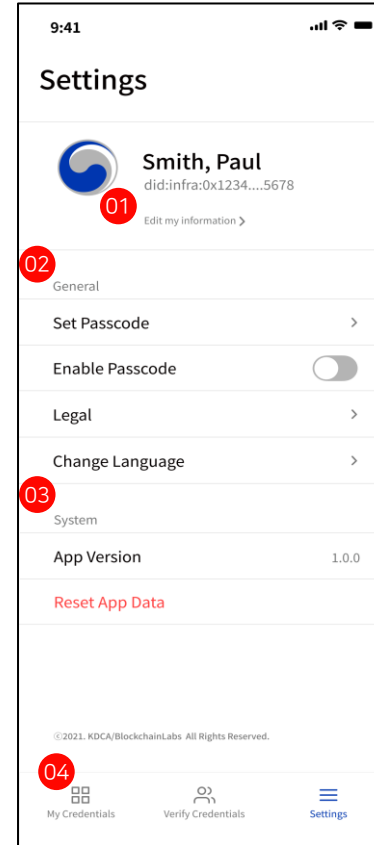 9:41
Settings
Smith, Paul
did:infra:0x1234....5678
01
Edit my information >
02
General
Set Passcode >
Enable Passcode
Legal >
Change Language >
03
System
App Version 1.0.0
Reset App Data
ⓒ2021. KDCA/BlockchainLabs All Rights Reserved.
04
My Credentials Verify Credentials Settings